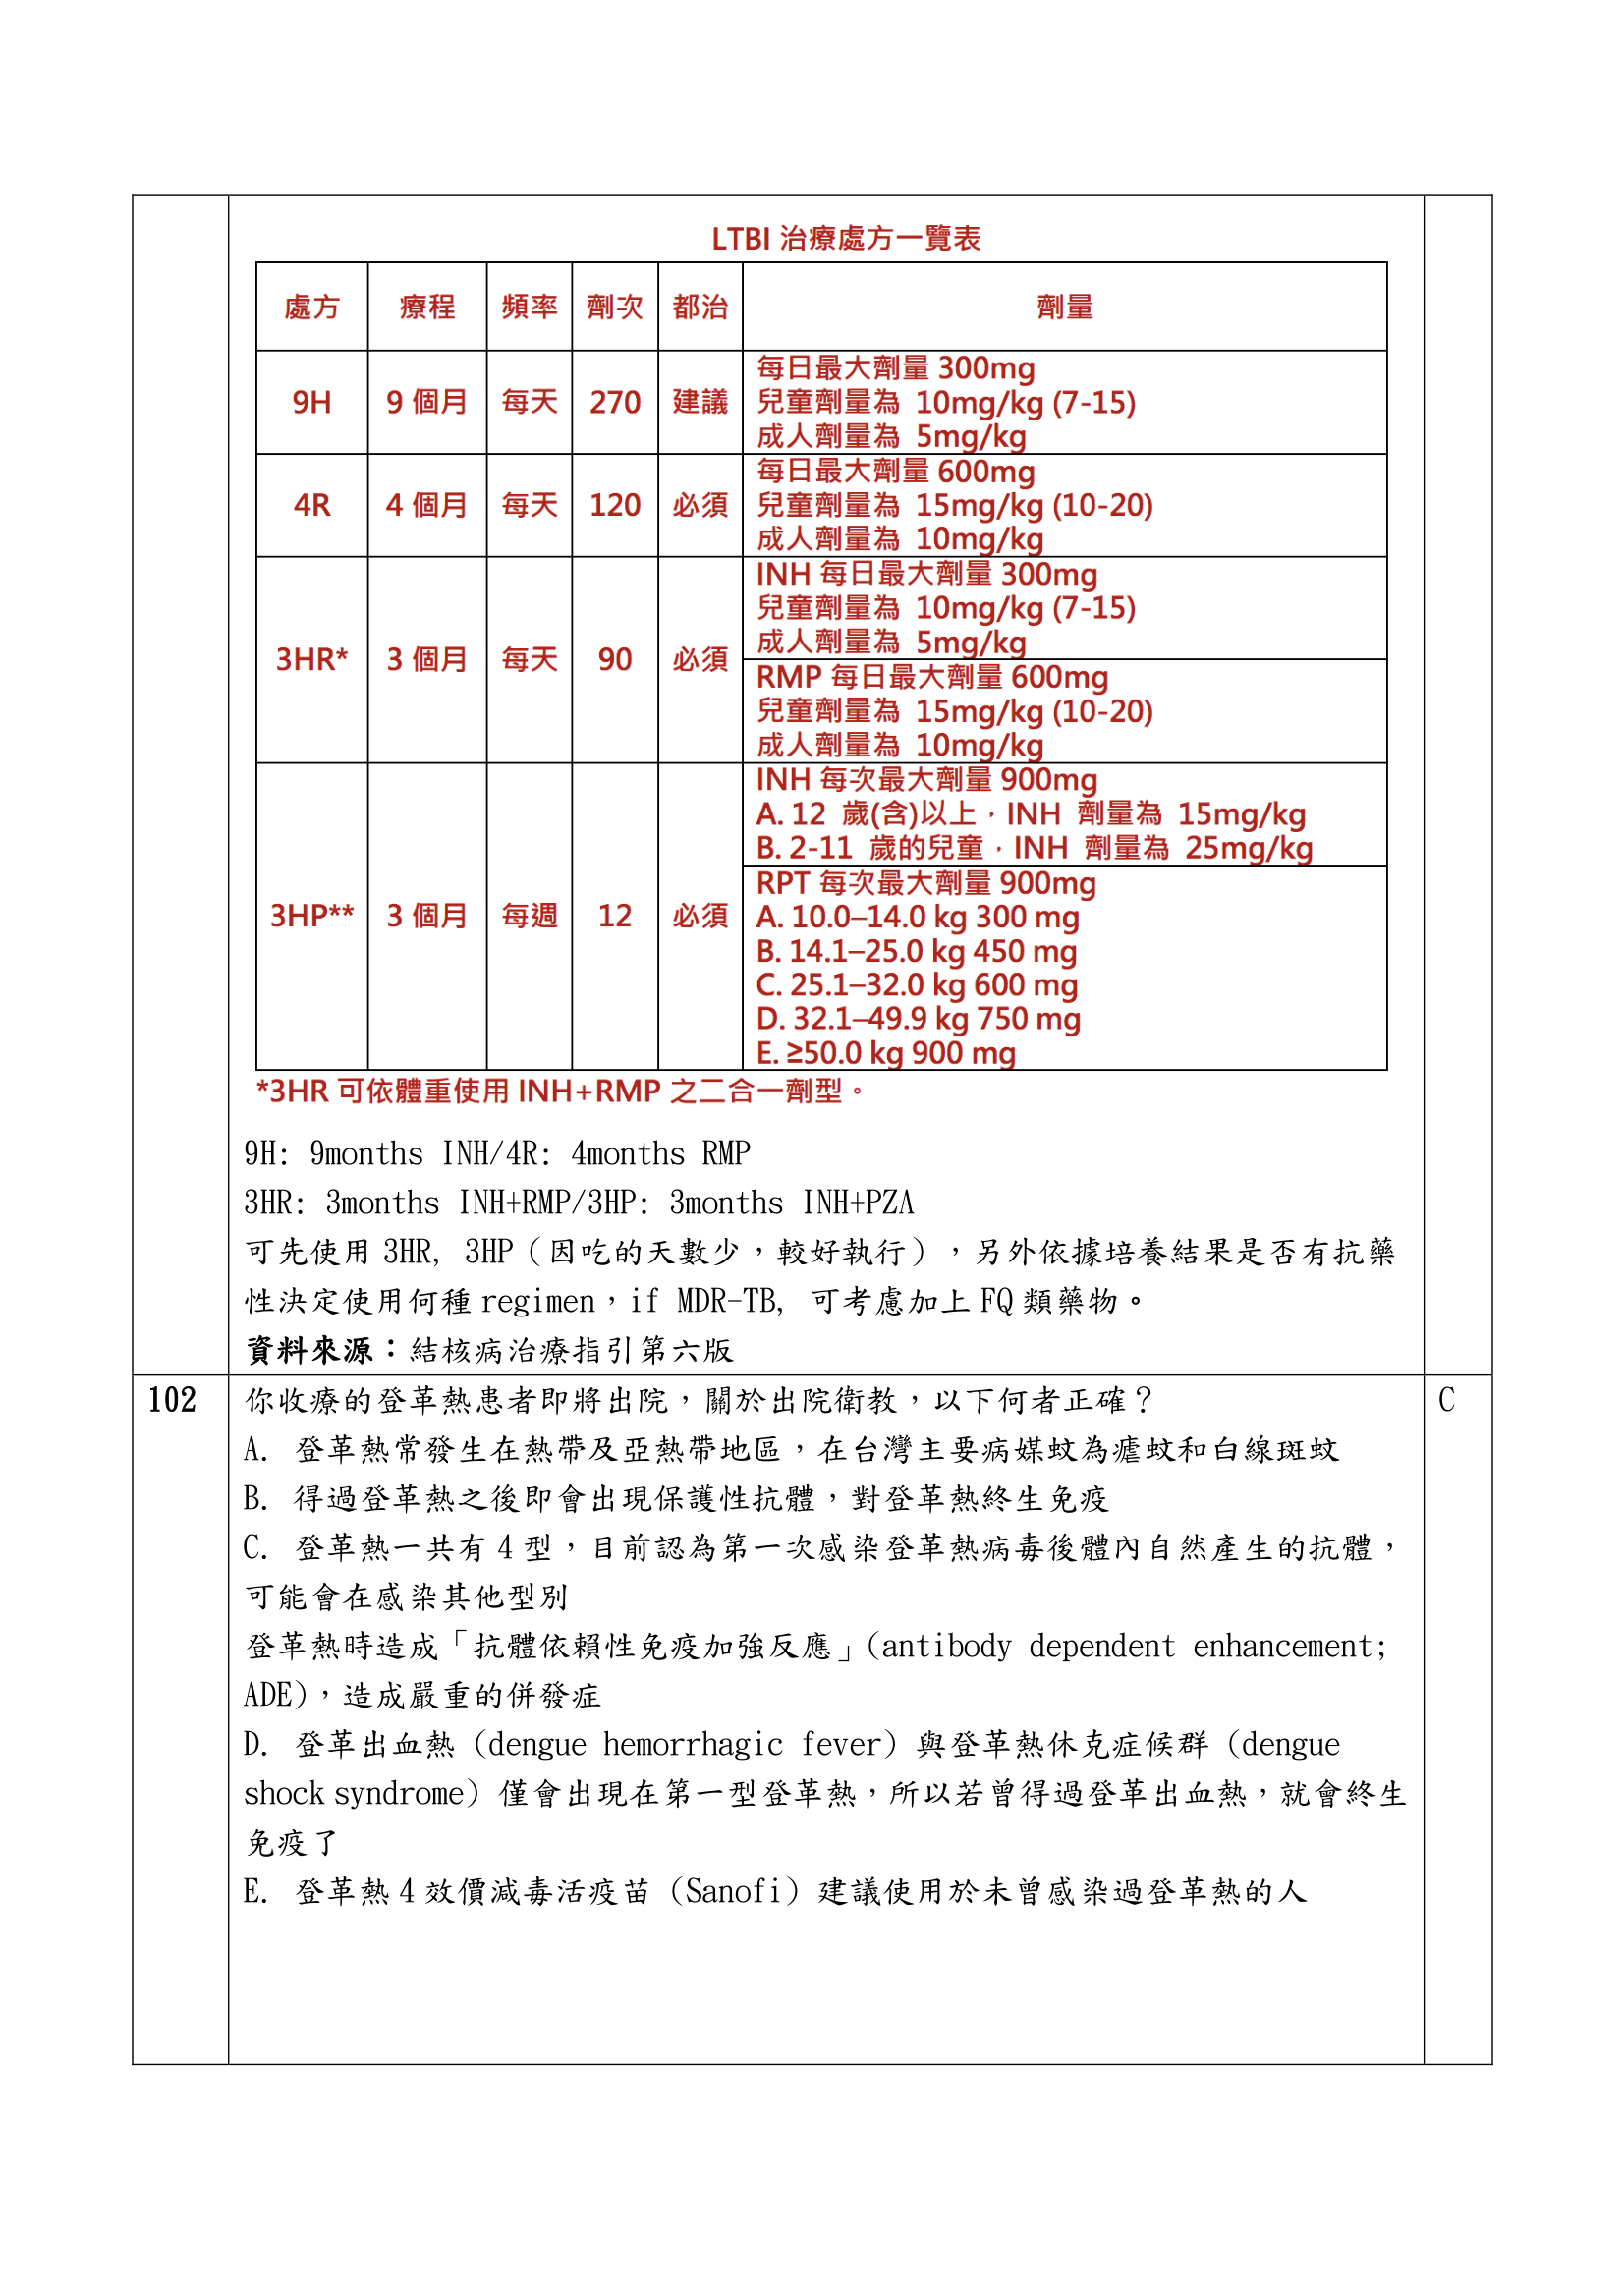 LTBI 治療處方一覽表
處方 療程 頻率 劑次 都治 劑量
9H 9 個月 每天 270 建議
每日最大劑量 300mg
兒童劑量為 10mg/kg (7-15)
成人劑量為 5mg/kg
4R 4 個月 每天 120 必須
每日最大劑量 600mg
兒童劑量為 15mg/kg (10-20)
成人劑量為 10mg/kg
3HR* 3 個月 每天 90 必須
INH 每日最大劑量 300mg
兒童劑量為 10mg/kg (7-15)
成人劑量為 5mg/kg
RMP 每日最大劑量 600mg
兒童劑量為 15mg/kg (10-20)
成人劑量為 10mg/kg
3HP** 3 個月 每週 12 必須
INH 每次最大劑量 900mg
A. 12 歲(含)以上，INH 劑量為 15mg/kg
B. 2-11 歲的兒童，INH 劑量為 25mg/kg
RPT 每次最大劑量 900mg
A. 10.0–14.0 kg 300 mg
B. 14.1–25.0 kg 450 mg
C. 25.1–32.0 kg 600 mg
D. 32.1–49.9 kg 750 mg
E. ≥50.0 kg 900 mg
*3HR 可依體重使用 INH+RMP 之二合一劑型。
9H: 9months INH/4R: 4months RMP
3HR: 3months INH+RMP/3HP: 3months INH+PZA
可先使用 3HR, 3HP（因吃的天數少，較好執行），另外依據培養結果是否有抗藥
性決定使用何種 regimen，if MDR-TB, 可考慮加上 FQ 類藥物。
資料來源：結核病治療指引第六版
102 你收療的登革熱患者即將出院，關於出院衛教，以下何者正確？ C
A. 登革熱常發生在熱帶及亞熱帶地區，在台灣主要病媒蚊為瘧蚊和白線斑蚊
B. 得過登革熱之後即會出現保護性抗體，對登革熱終生免疫
C. 登革熱一共有 4 型，目前認為第一次感染登革熱病毒後體內自然產生的抗體，
可能會在感染其他型別
登革熱時造成「抗體依賴性免疫加強反應」(antibody dependent enhancement;
ADE)，造成嚴重的併發症
D. 登革出血熱 (dengue hemorrhagic fever) 與登革熱休克症候群 (dengue
shock syndrome) 僅會出現在第一型登革熱，所以若曾得過登革出血熱，就會終生
免疫了
E. 登革熱 4 效價減毒活疫苗 (Sanofi) 建議使用於未曾感染過登革熱的人